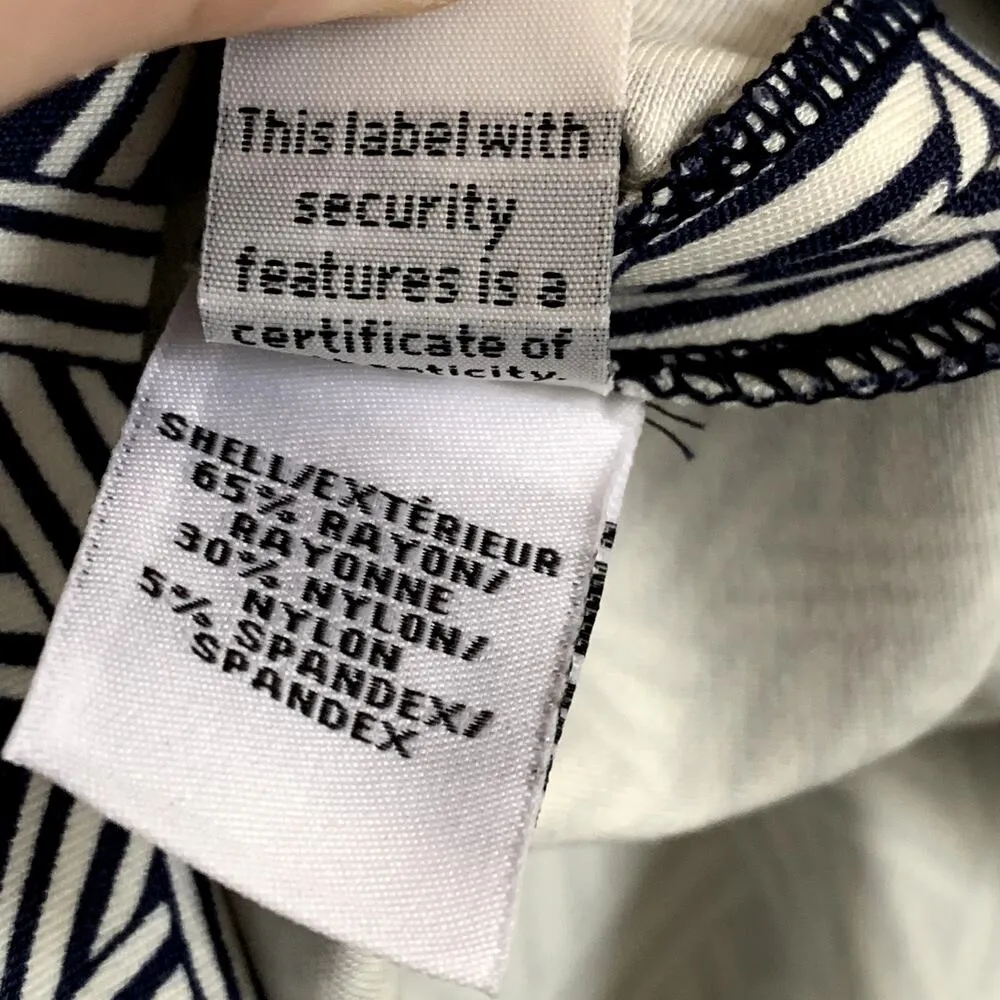 This label with
security
features is a
certificate of
SHELL/EXTÉRIEUR
65% RAYON/
RAYONNE
30% NYLON/
NYLON
5% SPANDEX/
SPANDEX